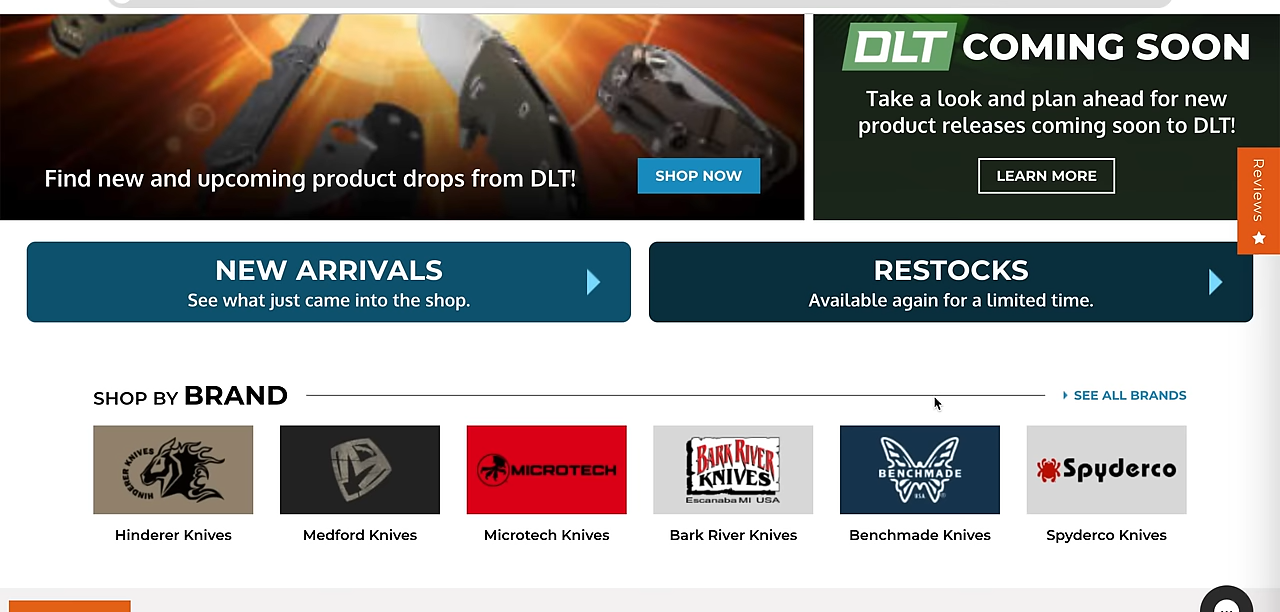 DLT COMING SOON
Take a look and plan ahead for new
product releases coming soon to DLT!
LEARN MORE
Find new and upcoming product drops from DLT!
SHOP NOW
Reviews
NEW ARRIVALS
See what just came into the shop.
RESTOCKS
Available again for a limited time.
SHOP BY BRAND
SEE ALL BRANDS
HINDERER KNIVES
MICROTECH
BARK RIVER
KNIVES
Escanaba MI USA
BENCHMADE
USA
Spyderco
Hinderer Knives
Medford Knives
Microtech Knives
Bark River Knives
Benchmade Knives
Spyderco Knives